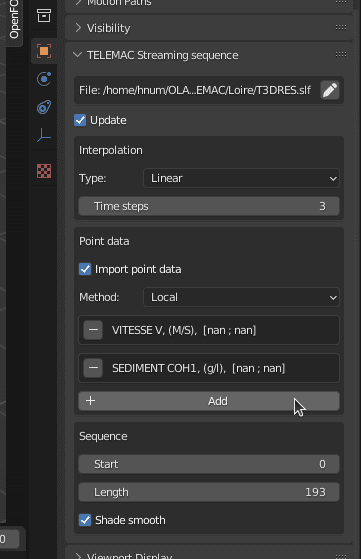 Motion Paths
OpenFO
Visibility
TELEMAC Streaming sequence
File: /home/hnum/OLA...EMAC/Loire/T3DRES.slf
Update
Interpolation
Type: Linear
Time steps 3
Point data
Import point data
Method: Local
VITESSE V, (M/S), [nan ; nan]
SEDIMENT COH1, (g/l), [nan ; nan]
+ Add
Sequence
Start 0
Length 193
Shade smooth
0
Viewport Display